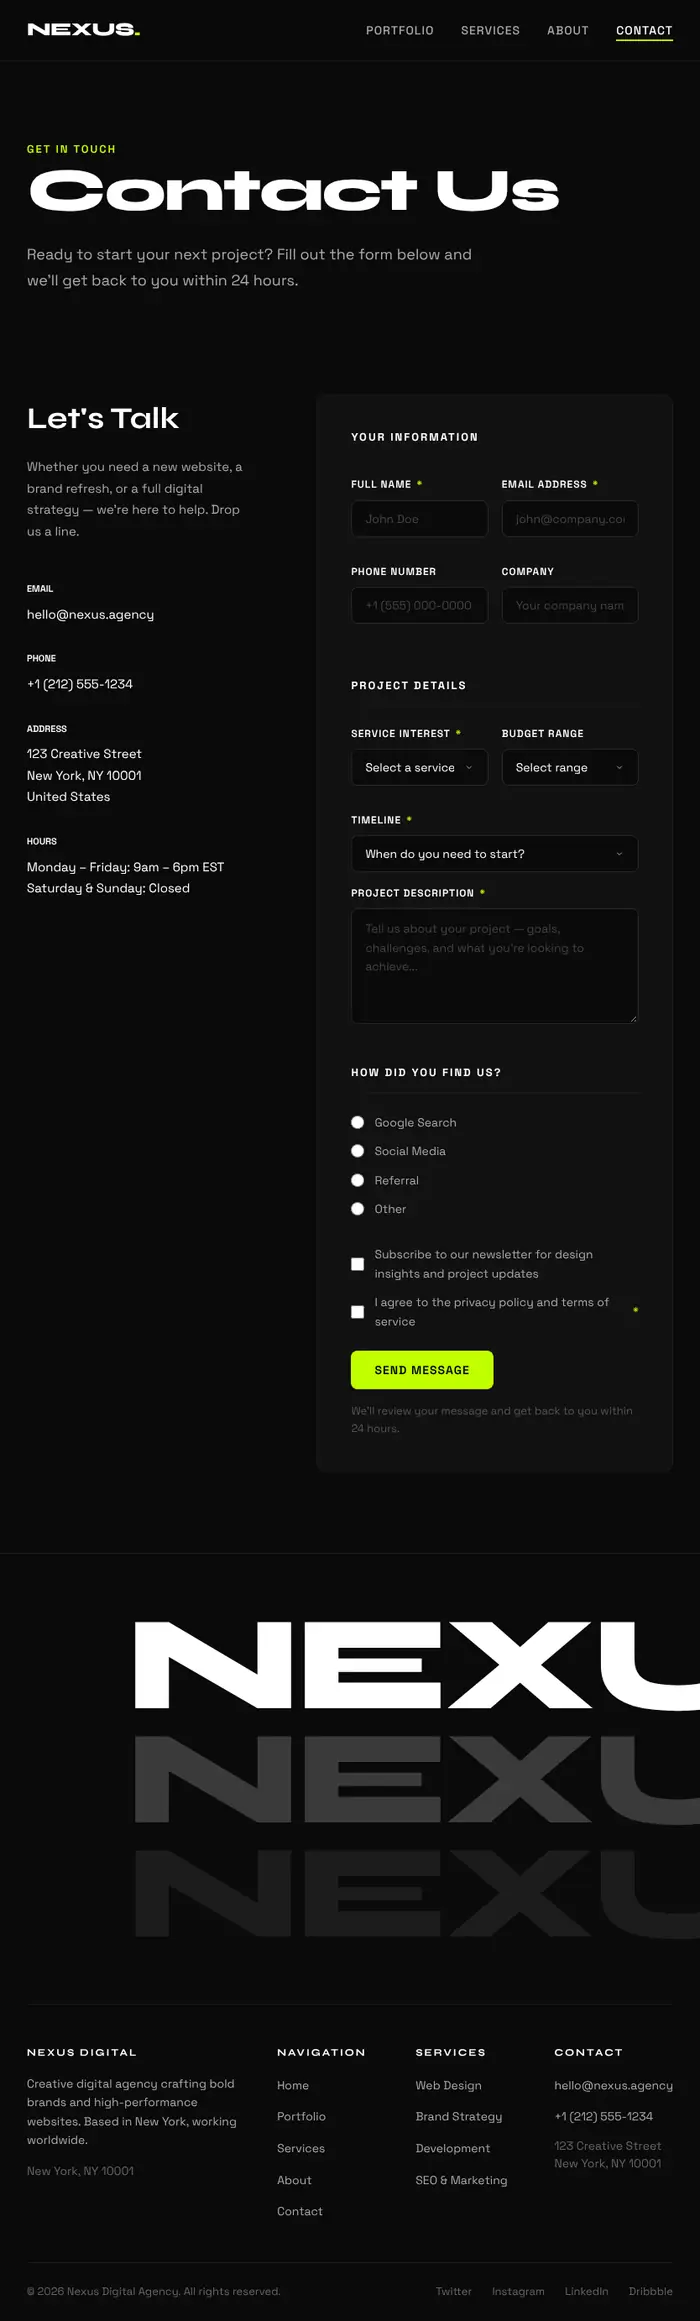 NEXUS.
PORTFOLIO
SERVICES
ABOUT
CONTACT
GET IN TOUCH
Contact Us
Ready to start your next project? Fill out the form below and
we'll get back to you within 24 hours.
Let's Talk
Whether you need a new website, a
brand refresh, or a full digital
strategy — we're here to help. Drop
us a line.
EMAIL
hello@nexus.agency
PHONE
+1 (212) 555-1234
ADDRESS
123 Creative Street
New York, NY 10001
United States
HOURS
Monday – Friday: 9am – 6pm EST
Saturday & Sunday: Closed
YOUR INFORMATION
FULL NAME *
EMAIL ADDRESS *
John Doe
john@company.co
PHONE NUMBER
COMPANY
+1 (555) 000-0000
Your company nam
PROJECT DETAILS
SERVICE INTEREST *
BUDGET RANGE
Select a service
Select range
TIMELINE *
When do you need to start?
PROJECT DESCRIPTION *
Tell us about your project — goals,
challenges, and what you're looking to
achieve...
HOW DID YOU FIND US?
Google Search
Social Media
Referral
Other
Subscribe to our newsletter for design
insights and project updates
I agree to the privacy policy and terms of
service *
SEND MESSAGE
We'll review your message and get back to you within
24 hours.
NEXU
NEXU
NEXU
NEXUS DIGITAL
Creative digital agency crafting bold
brands and high-performance
websites. Based in New York, working
worldwide.
New York, NY 10001
NAVIGATION
Home
Portfolio
Services
About
Contact
SERVICES
Web Design
Brand Strategy
Development
SEO & Marketing
CONTACT
hello@nexus.agency
+1 (212) 555-1234
123 Creative Street
New York, NY 10001
© 2026 Nexus Digital Agency. All rights reserved.
Twitter
Instagram
LinkedIn
Dribbble